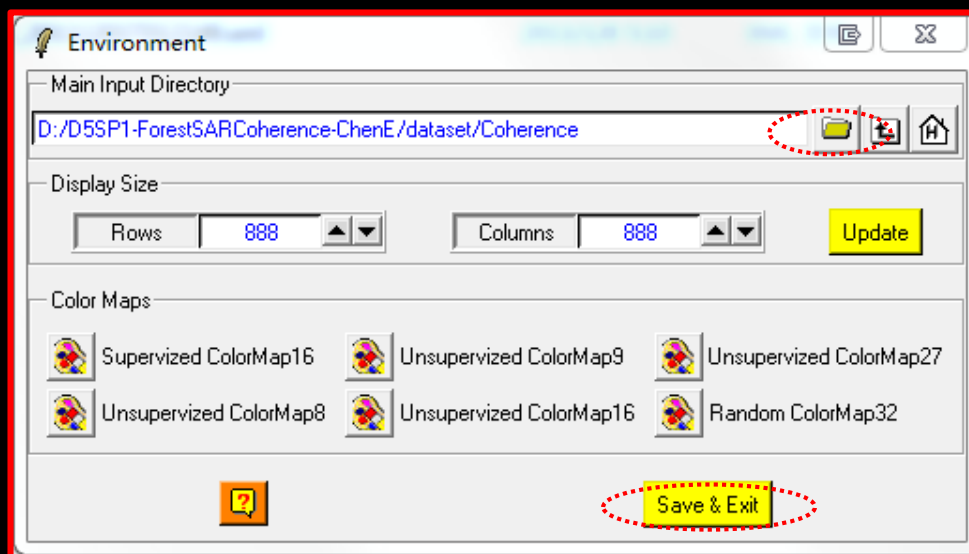 Environment
Main Input Directory
D:/D5SP1-ForestSARCoherence-ChenE/dataset/Coherence
H
Display Size
Rows 888 Columns 888 Update
Color Maps
Supervized ColorMap16 Unsupervized ColorMap9 Unsupervized ColorMap27
Unsupervized ColorMap8 Unsupervized ColorMap16 Random ColorMap32
? Save & Exit